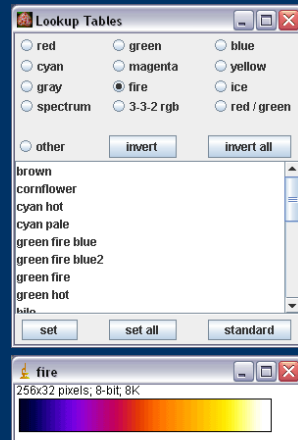 Lookup Tables
red green blue
cyan magenta yellow
gray fire ice
spectrum 3-3-2 rgb red / green
other invert invert all
brown
cornflower
cyan hot
cyan pale
green fire blue
green fire blue2
green fire
green hot
hilo
set set all standard
fire
256x32 pixels; 8-bit; 8K